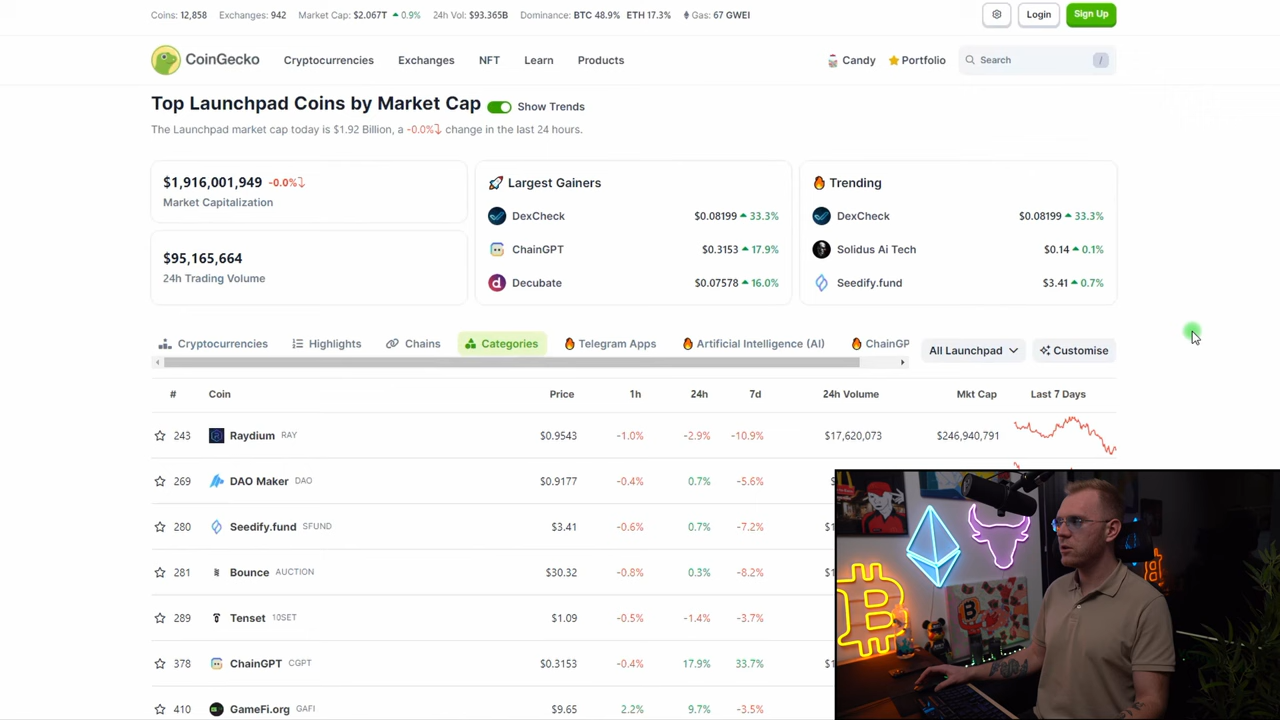 Coins: 12,858 Exchanges: 942 Market Cap: $2.067T 0.9% 24h Vol: $93.365B Dominance: BTC 48.9% ETH 17.3% Gas: 67 GWEI Login Sign Up
CoinGecko Cryptocurrencies Exchanges NFT Learn Products Candy Portfolio Search /
Top Launchpad Coins by Market Cap Show Trends
The Launchpad market cap today is $1.92 Billion, a -0.0% change in the last 24 hours.
$1,916,001,949 -0.0%
Market Capitalization
$95,165,664
24h Trading Volume
Largest Gainers
DexCheck $0.08199 33.3%
ChainGPT $0.3153 17.9%
Decubate $0.07578 16.0%
Trending
DexCheck $0.08199 33.3%
Solidus Ai Tech $0.14 0.1%
Seedify.fund $3.41 0.7%
Cryptocurrencies Highlights Chains Categories Telegram Apps Artificial Intelligence (AI) ChainGP All Launchpad Customise
# Coin Price 1h 24h 7d 24h Volume Mkt Cap Last 7 Days
243 Raydium RAY $0.9543 -1.0% -2.9% -10.9% $17,620,073 $246,940,791
269 DAO Maker DAO $0.9177 -0.4% 0.7% -5.6% $
280 Seedify.fund SFUND $3.41 -0.6% 0.7% -7.2% $1
281 Bounce AUCTION $30.32 -0.8% 0.3% -8.2% $1
289 Tenset 10SET $1.09 -0.5% -1.4% -3.7%
378 ChainGPT CGPT $0.3153 -0.4% 17.9% 33.7% $1
410 GameFi.org GAFI $9.65 2.2% 9.7% -3.5%